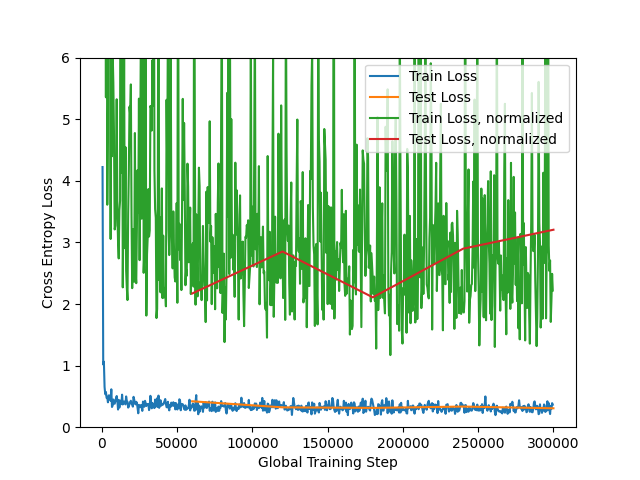 6
5
4
3
2
1
0
Cross Entropy Loss
Train Loss
Test Loss
Train Loss, normalized
Test Loss, normalized
0 50000 100000 150000 200000 250000 300000
Global Training Step